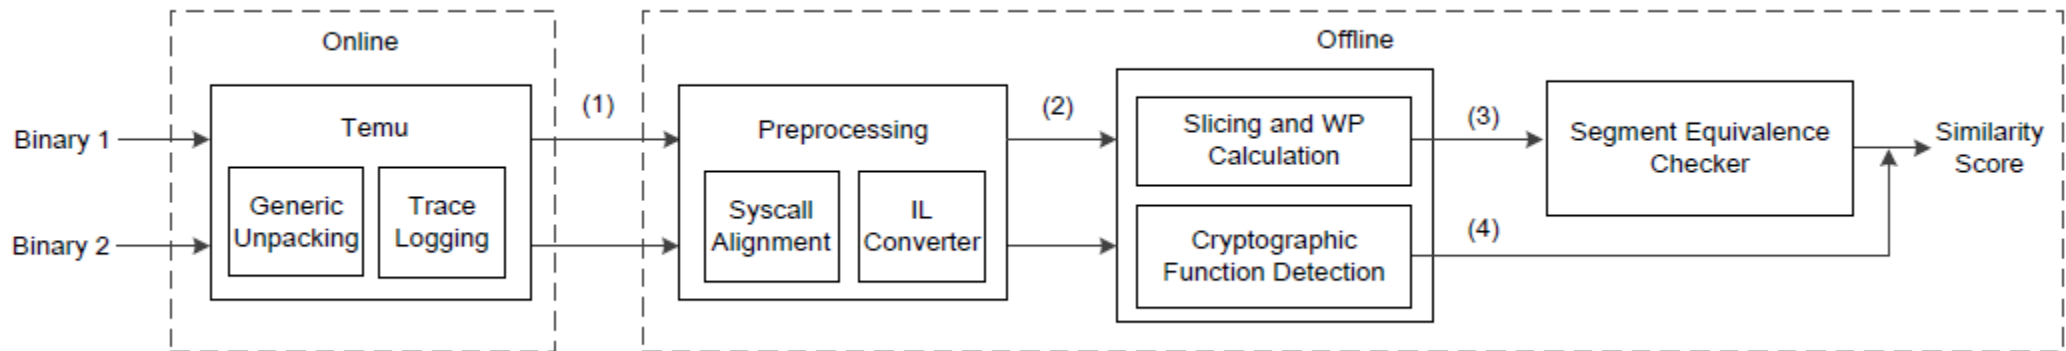 Online
Offline
Binary 1
Binary 2
Temu
Generic
Unpacking
Trace
Logging
(1)
Preprocessing
Syscall
Alignment
IL
Converter
(2)
Slicing and WP
Calculation
Cryptographic
Function Detection
(3)
(4)
Segment Equivalence
Checker
Similarity
Score